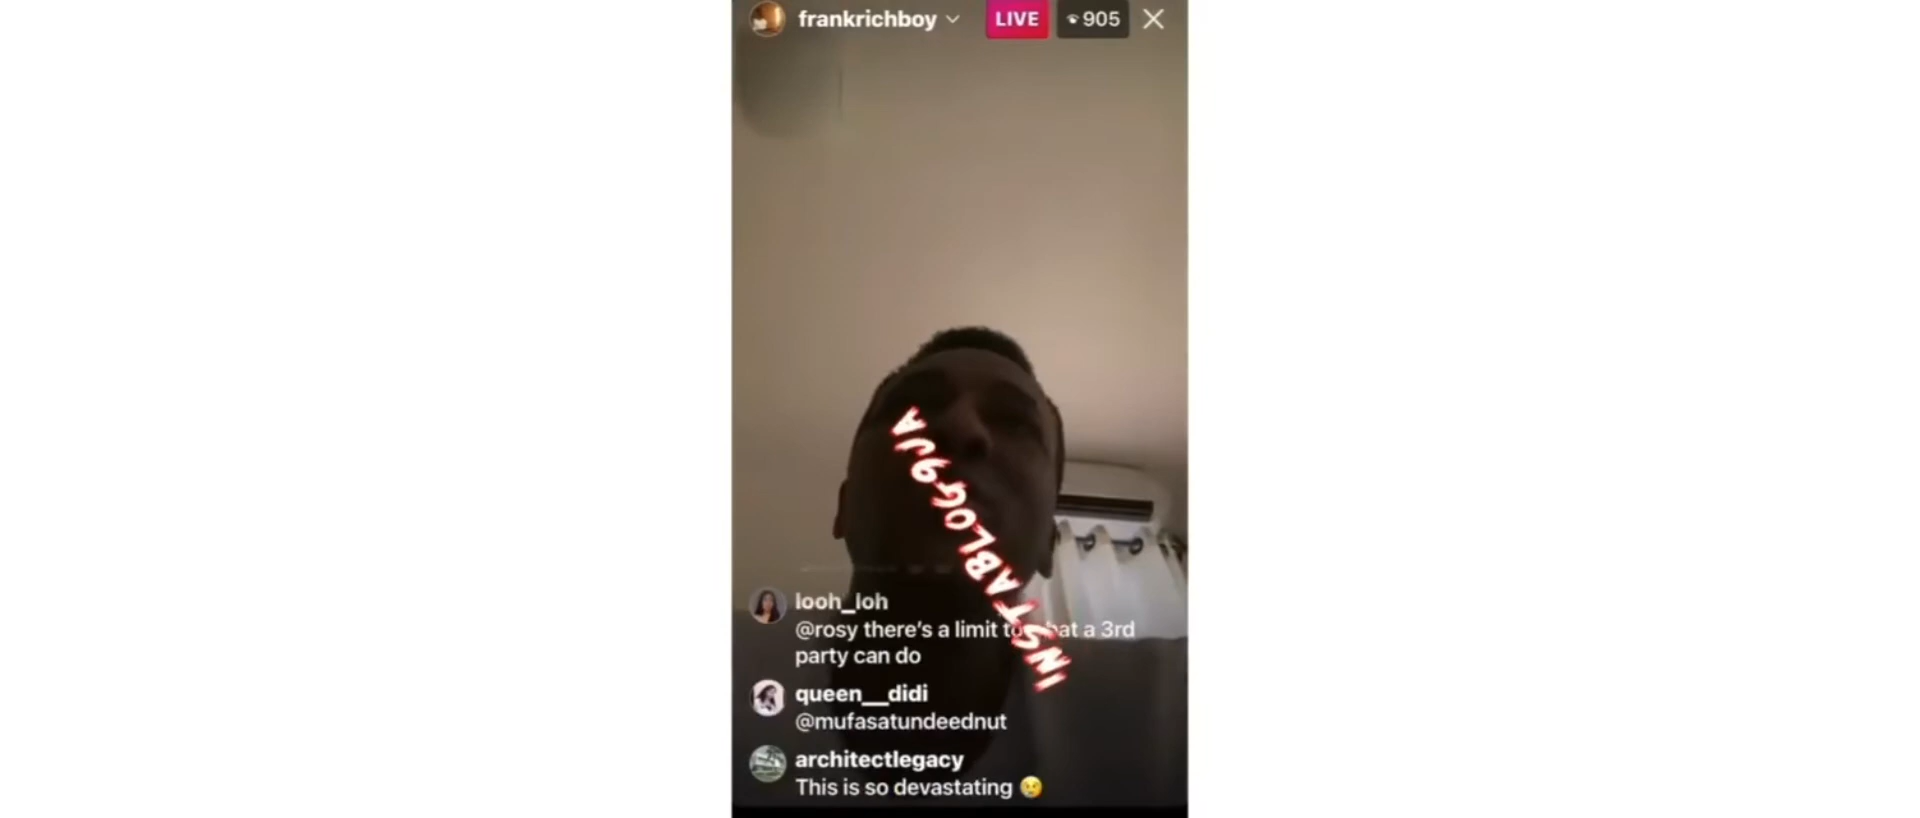 frankrichboy
LIVE
905
INSTABLOG9JA
looh_loh
@rosy there's a limit to what a 3rd
party can do
queen__didi
@mufasatundeednut
architectlegacy
This is so devastating 😢